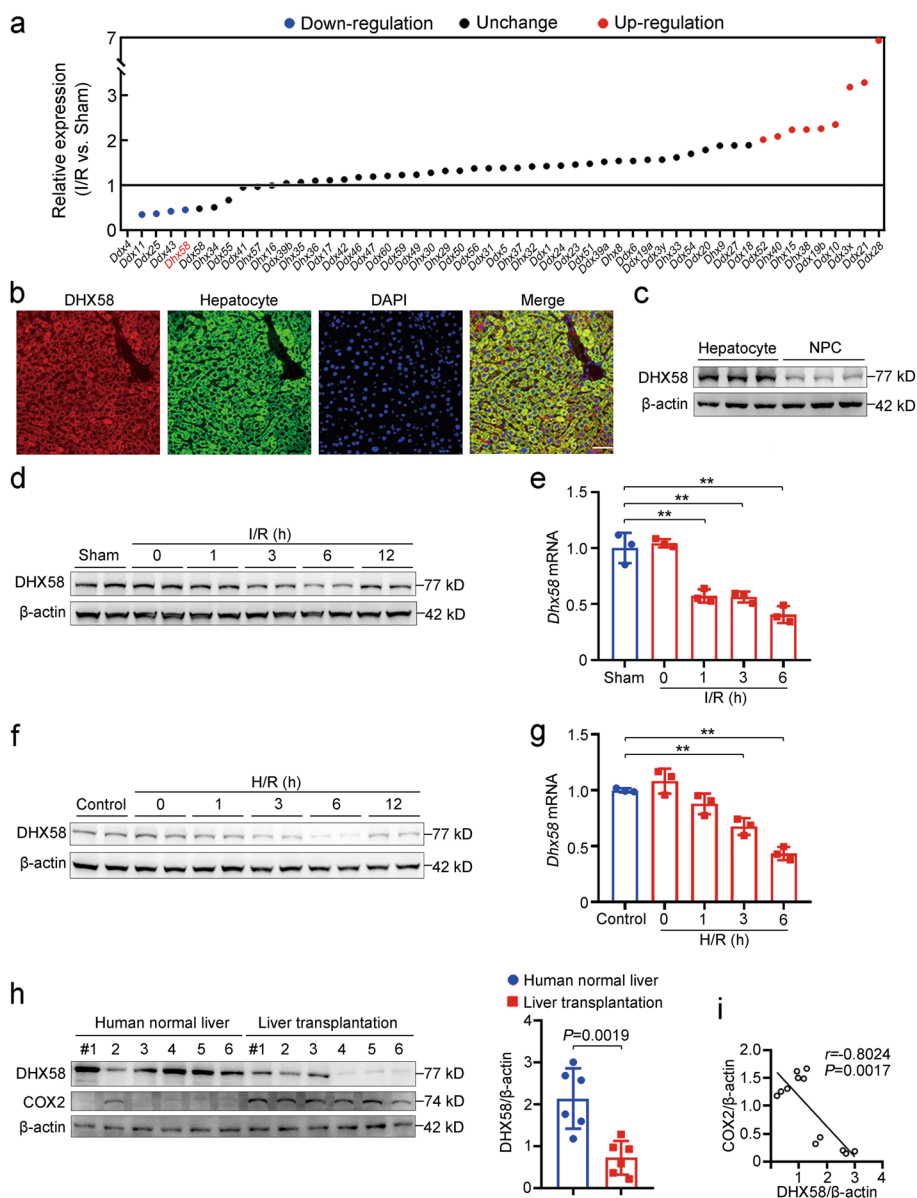 a
Down-regulation Unchange Up-regulation
Relative expression
(I/R vs. Sham)
7
3
2
1
0
Ddx4 Ddx11 Ddx25 Ddx43 Dhx58 Ddx58 Dhx34 Ddx55 Ddx41 Dhx57 Dhx16 Ddx39b Dhx35 Dhx36 Ddx17 Ddx42 Ddx46 Ddx47 Ddx60 Ddx59 Ddx49 Dhx30 Dhx29 Ddx50 Ddx56 Ddx31 Ddx5 Dhx37 Dhx32 Ddx1 Ddx24 Ddx23 Ddx51 Ddx39a Dhx8 Ddx6 Ddx19a Ddx3y Dhx33 Ddx54 Ddx20 Dhx9 Ddx27 Ddx18 Ddx52 Dhx40 Dhx15 Dhx38 Ddx19b Ddx10 Ddx3x Ddx21 Ddx28
b
DHX58 Hepatocyte DAPI Merge
c
Hepatocyte NPC
DHX58 77 kD
β-actin 42 kD
d
I/R (h)
Sham 0 1 3 6 12
DHX58 77 kD
β-actin 42 kD
e
Dhx58 mRNA
1.5
1.0
0.5
0
** ** **
Sham 0 1 3 6
I/R (h)
f
H/R (h)
Control 0 1 3 6 12
DHX58 77 kD
β-actin 42 kD
g
Dhx58 mRNA
1.5
1.0
0.5
0
** **
Control 0 1 3 6
H/R (h)
h
Human normal liver Liver transplantation
#1 2 3 4 5 6 #1 2 3 4 5 6
DHX58 77 kD
COX2 74 kD
β-actin 42 kD
Human normal liver
Liver transplantation
DHX58/β-actin
4
3
2
1
0
P=0.0019
i
COX2/β-actin
2.0
1.5
1.0
0.5
0
r=-0.8024
P=0.0017
0 1 2 3 4
DHX58/β-actin